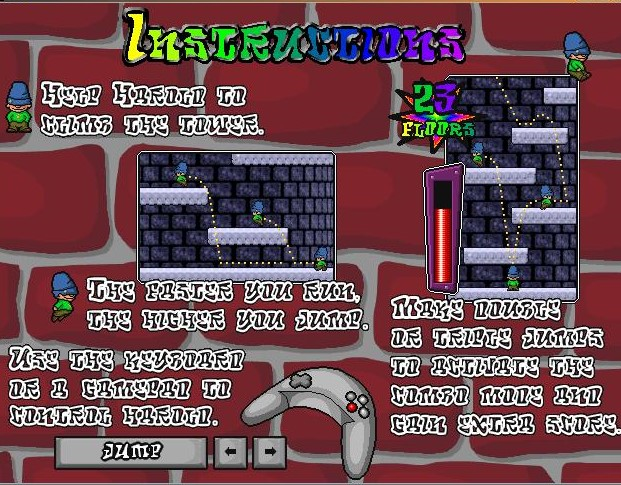 Instructions
Help Harold to
climb the tower.
23
Floors
The faster you run,
the higher you jump.
Make double
or triple jumps
to activate the
combo mode and
gain extra score.
Use the keyboard
or a gamepad to
control Harold.
JUMP
← →